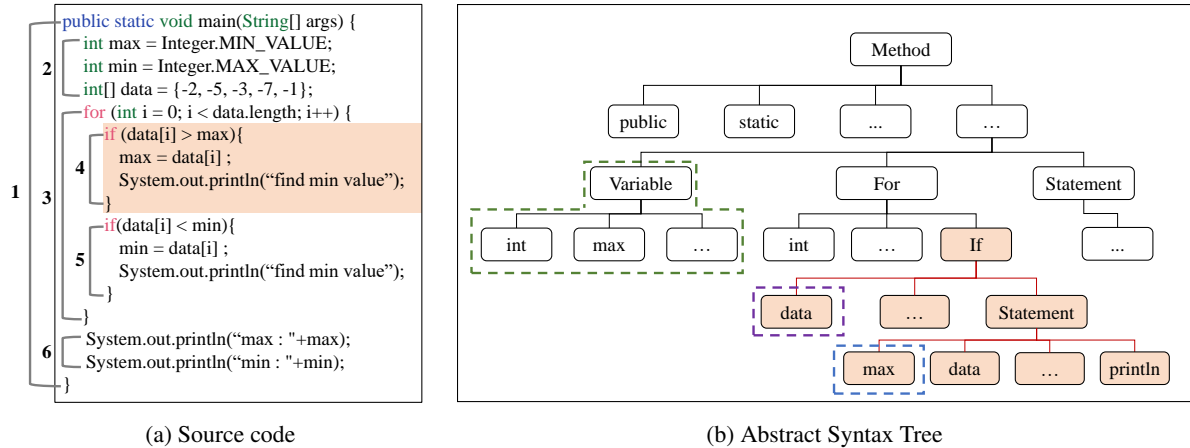 public static void main(String[] args) {
int max = Integer.MIN_VALUE;
int min = Integer.MAX_VALUE;
int[] data = {-2, -5, -3, -7, -1};
for (int i = 0; i < data.length; i++) {
if (data[i] > max){
max = data[i] ;
System.out.println(“find min value”);
}
if(data[i] < min){
min = data[i] ;
System.out.println(“find min value”);
}
}
System.out.println(“max : "+max);
System.out.println(“min : "+min);
}
1
2
3
4
5
6
(a) Source code
Method
public static ... …
Variable For Statement
int max … int … If ...
data … Statement
max data … println
(b) Abstract Syntax Tree